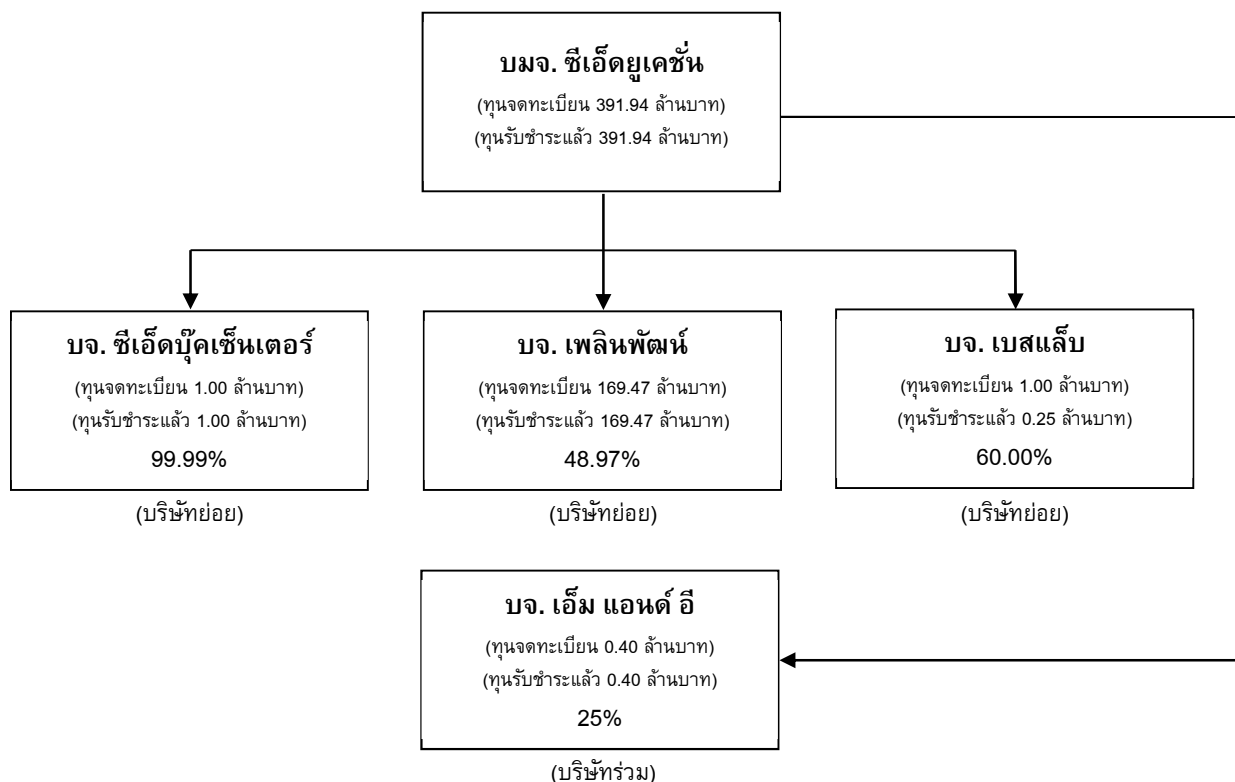 บมจ. ซีเอ็ดยูเคชั่น
(ทุนจดทะเบียน 391.94 ล้านบาท)
(ทุนรับชำระแล้ว 391.94 ล้านบาท)
บจ. ซีเอ็ดบุ๊คเซ็นเตอร์
(ทุนจดทะเบียน 1.00 ล้านบาท)
(ทุนรับชำระแล้ว 1.00 ล้านบาท)
99.99%
(บริษัทย่อย)
บจ. เพลินพัฒน์
(ทุนจดทะเบียน 169.47 ล้านบาท)
(ทุนรับชำระแล้ว 169.47 ล้านบาท)
48.97%
(บริษัทย่อย)
บจ. เบสแล็บ
(ทุนจดทะเบียน 1.00 ล้านบาท)
(ทุนรับชำระแล้ว 0.25 ล้านบาท)
60.00%
(บริษัทย่อย)
บจ. เอ็ม แอนด์ อี
(ทุนจดทะเบียน 0.40 ล้านบาท)
(ทุนรับชำระแล้ว 0.40 ล้านบาท)
25%
(บริษัทร่วม)